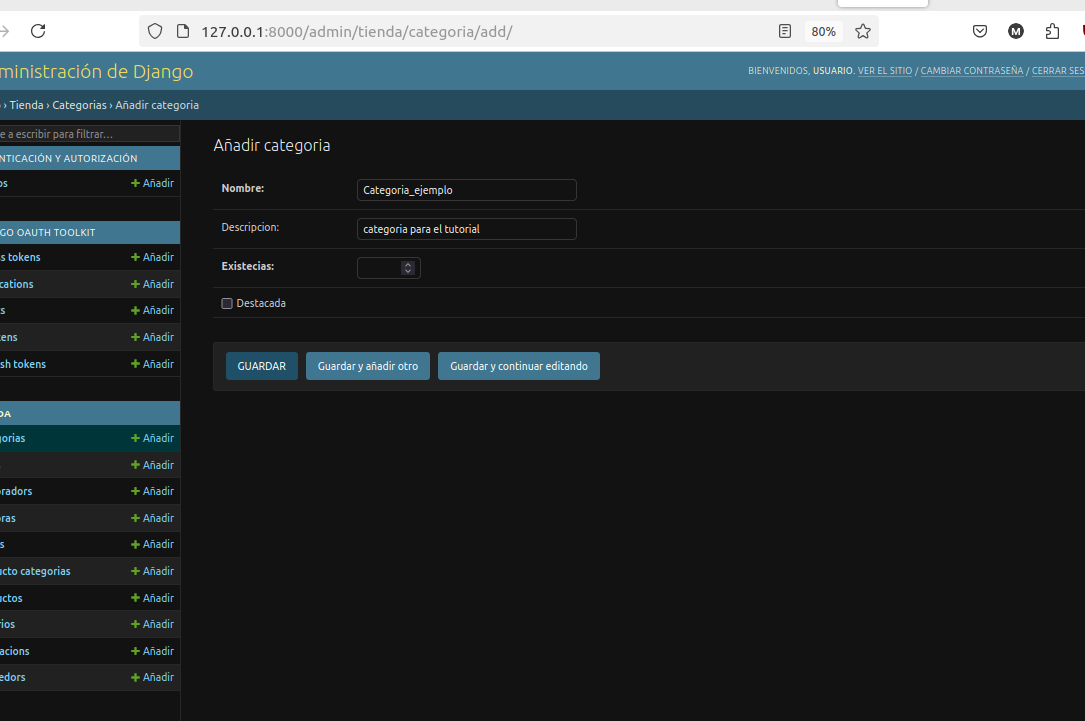 127.0.0.1:8000/admin/tienda/categoria/add/ 80% M
ministración de Django
BIENVENIDOS, USUARIO. VER EL SITIO / CAMBIAR CONTRASEÑA / CERRAR SES
› Tienda › Categorias › Añadir categoria
e a escribir para filtrar...
NTICACIÓN Y AUTORIZACIÓN
os + Añadir
GO OAUTH TOOLKIT
s tokens + Añadir
cations + Añadir
s + Añadir
kens + Añadir
sh tokens + Añadir
DA
gorias + Añadir
+ Añadir
radors + Añadir
ras + Añadir
s + Añadir
ucto categorias + Añadir
uctos + Añadir
rios + Añadir
acions + Añadir
edors + Añadir
Añadir categoria
Nombre: Categoria_ejemplo
Descripcion: categoria para el tutorial
Existecias:
Destacada
GUARDAR Guardar y añadir otro Guardar y continuar editando